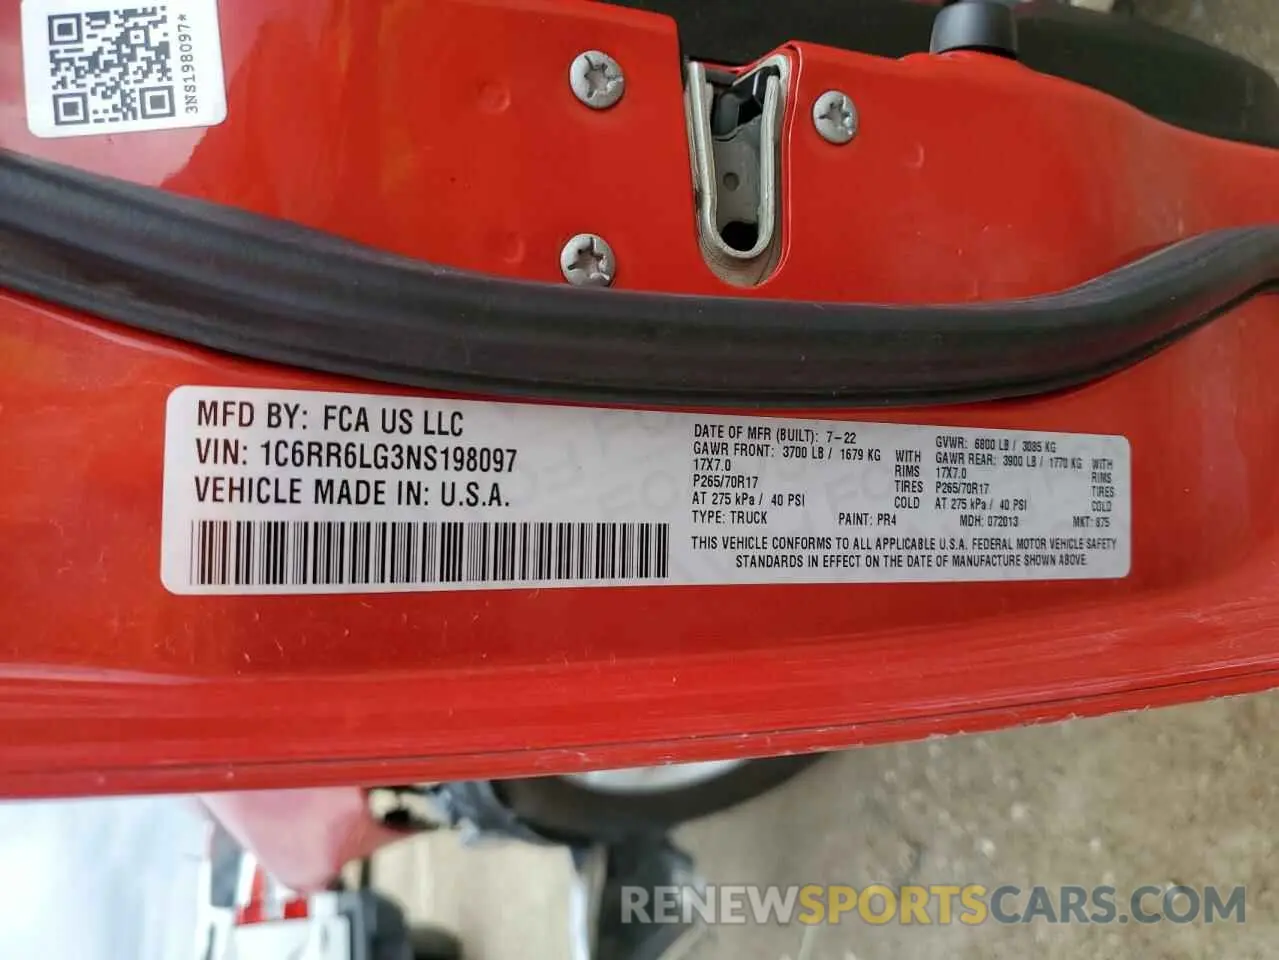 3NS198097*
MFD BY: FCA US LLC
VIN: 1C6RR6LG3NS198097
VEHICLE MADE IN: U.S.A.
DATE OF MFR (BUILT): 7-22
GAWR FRONT: 3700 LB / 1679 KG WITH
17X7.0 RIMS
P265/70R17 TIRES
AT 275 kPa / 40 PSI COLD
GVWR: 6800 LB / 3085 KG
GAWR REAR: 3900 LB / 1770 KG WITH
17X7.0 RIMS
P265/70R17 TIRES
AT 275 kPa / 40 PSI COLD
TYPE: TRUCK PAINT: PR4 MDH: 072013 MKT: 875
THIS VEHICLE CONFORMS TO ALL APPLICABLE U.S.A. FEDERAL MOTOR VEHICLE SAFETY
STANDARDS IN EFFECT ON THE DATE OF MANUFACTURE SHOWN ABOVE.
RENEWSPORTSCARS.COM